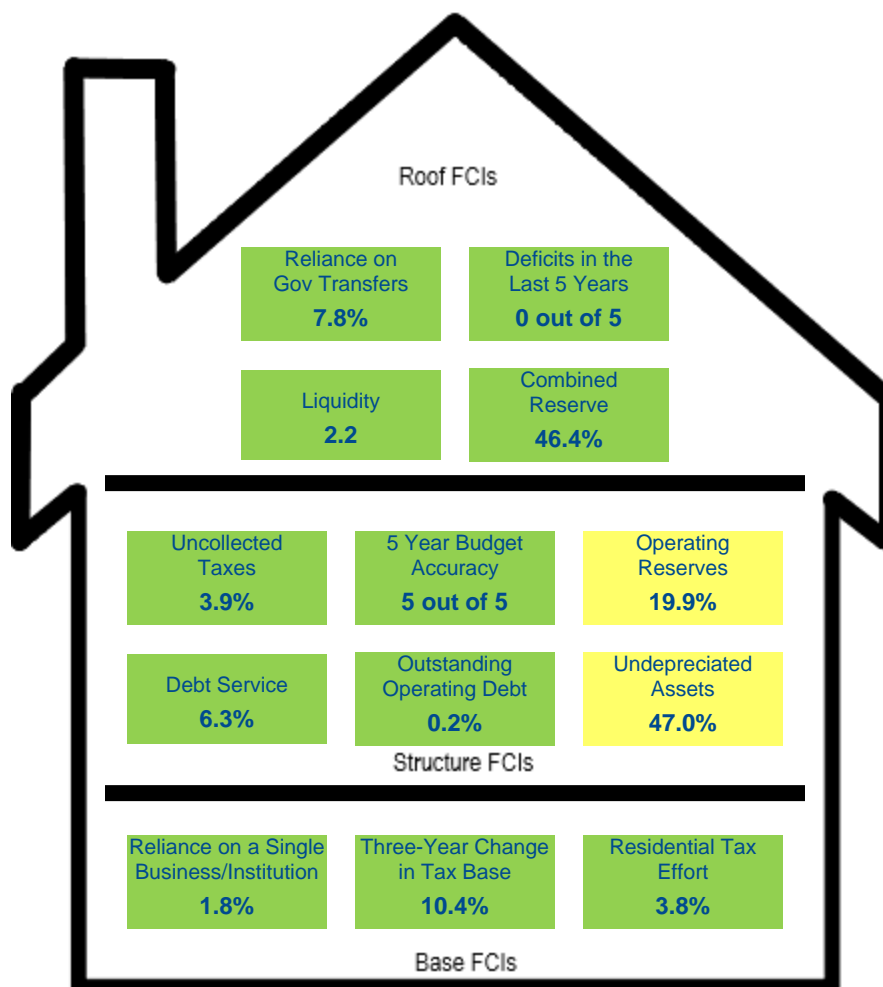 Roof FCIs
Reliance on
Gov Transfers
7.8%
Deficits in the
Last 5 Years
0 out of 5
Liquidity
2.2
Combined
Reserve
46.4%
Uncollected
Taxes
3.9%
5 Year Budget
Accuracy
5 out of 5
Operating
Reserves
19.9%
Debt Service
6.3%
Outstanding
Operating Debt
0.2%
Undepreciated
Assets
47.0%
Structure FCIs
Reliance on a Single
Business/Institution
1.8%
Three-Year Change
in Tax Base
10.4%
Residential Tax
Effort
3.8%
Base FCIs